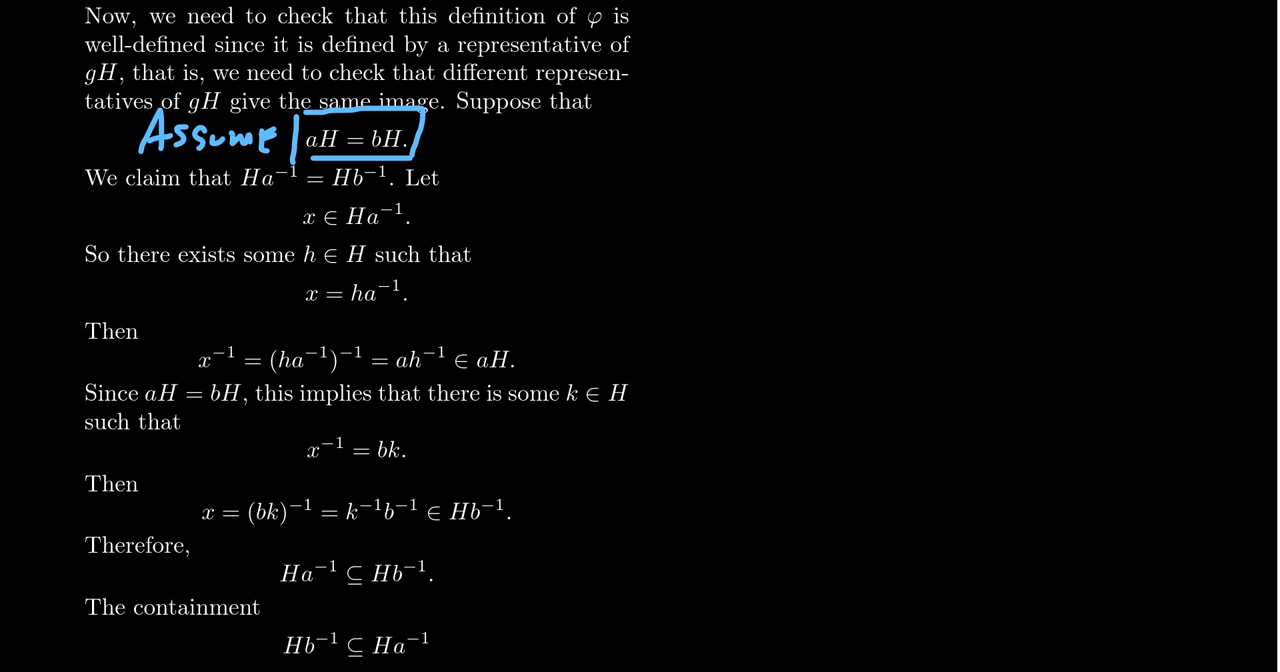 Now, we need to check that this definition of φ is
well-defined since it is defined by a representative of
gH, that is, we need to check that different represen-
tatives of gH give the same image. Suppose that
Assume aH = bH.
We claim that Ha⁻¹ = Hb⁻¹. Let
x ∈ Ha⁻¹.
So there exists some h ∈ H such that
x = ha⁻¹.
Then
x⁻¹ = (ha⁻¹)⁻¹ = ah⁻¹ ∈ aH.
Since aH = bH, this implies that there is some k ∈ H
such that
x⁻¹ = bk.
Then
x = (bk)⁻¹ = k⁻¹b⁻¹ ∈ Hb⁻¹.
Therefore,
Ha⁻¹ ⊆ Hb⁻¹.
The containment
Hb⁻¹ ⊆ Ha⁻¹